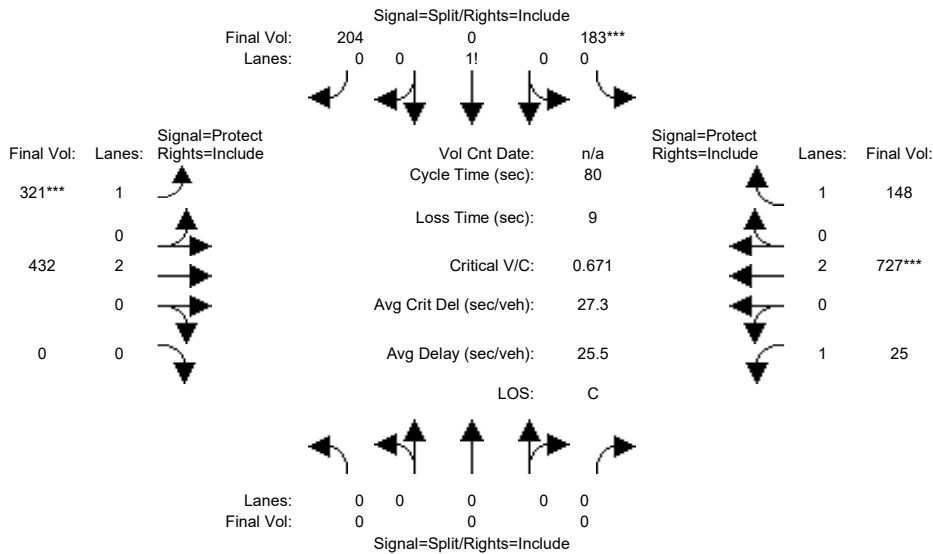 Signal=Split/Rights=Include
Final Vol: 204 0 183***
Lanes: 0 0 1! 0 0
Signal=Protect Signal=Protect
Final Vol: Lanes: Rights=Include Vol Cnt Date: n/a Rights=Include Lanes: Final Vol:
Cycle Time (sec): 80
321*** 1 1 148
Loss Time (sec): 9
0 0
432 2 Critical V/C: 0.671 2 727***
0 Avg Crit Del (sec/veh): 27.3 0
0 0 Avg Delay (sec/veh): 25.5 1 25
LOS: C
Lanes: 0 0 0 0 0
Final Vol: 0 0 0
Signal=Split/Rights=Include